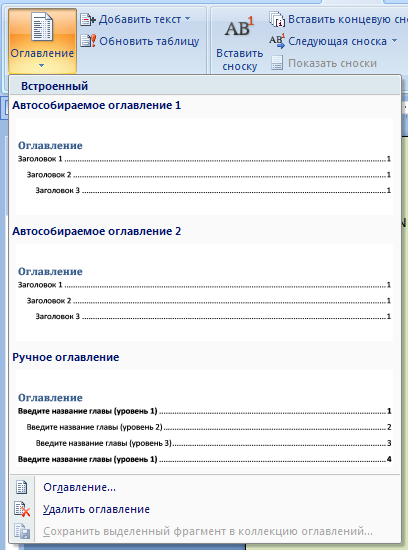 Оглавление
Добавить текст
Обновить таблицу
AB¹
Вставить сноску
Вставить концевую сн
AB¹ Следующая сноска
Показать сноски
Встроенный
Автособираемое оглавление 1
Оглавление
Заголовок 1 ........ 1
Заголовок 2 ........ 1
Заголовок 3 ........ 1
Автособираемое оглавление 2
Оглавление
Заголовок 1 ........ 1
Заголовок 2 ........ 1
Заголовок 3 ........ 1
Ручное оглавление
Оглавление
Введите название главы (уровень 1) ........ 1
Введите название главы (уровень 2) ........ 2
Введите название главы (уровень 3) ........ 3
Введите название главы (уровень 1) ........ 4
Оглавление...
Удалить оглавление
Сохранить выделенный фрагмент в коллекцию оглавлений...